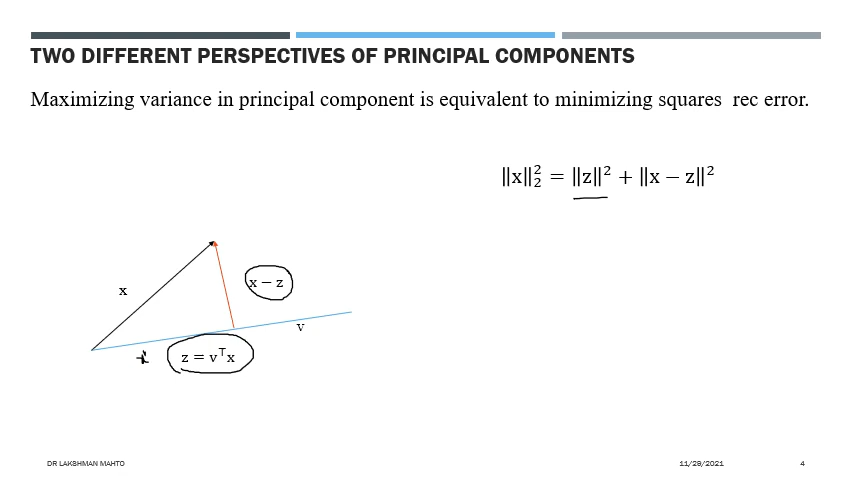 TWO DIFFERENT PERSPECTIVES OF PRINCIPAL COMPONENTS
Maximizing variance in principal component is equivalent to minimizing squares rec error.
‖x‖₂² = ‖z‖² + ‖x − z‖²
x
x − z
v
z = vᵀx
DR LAKSHMAN MAHTO
11/28/2021
4